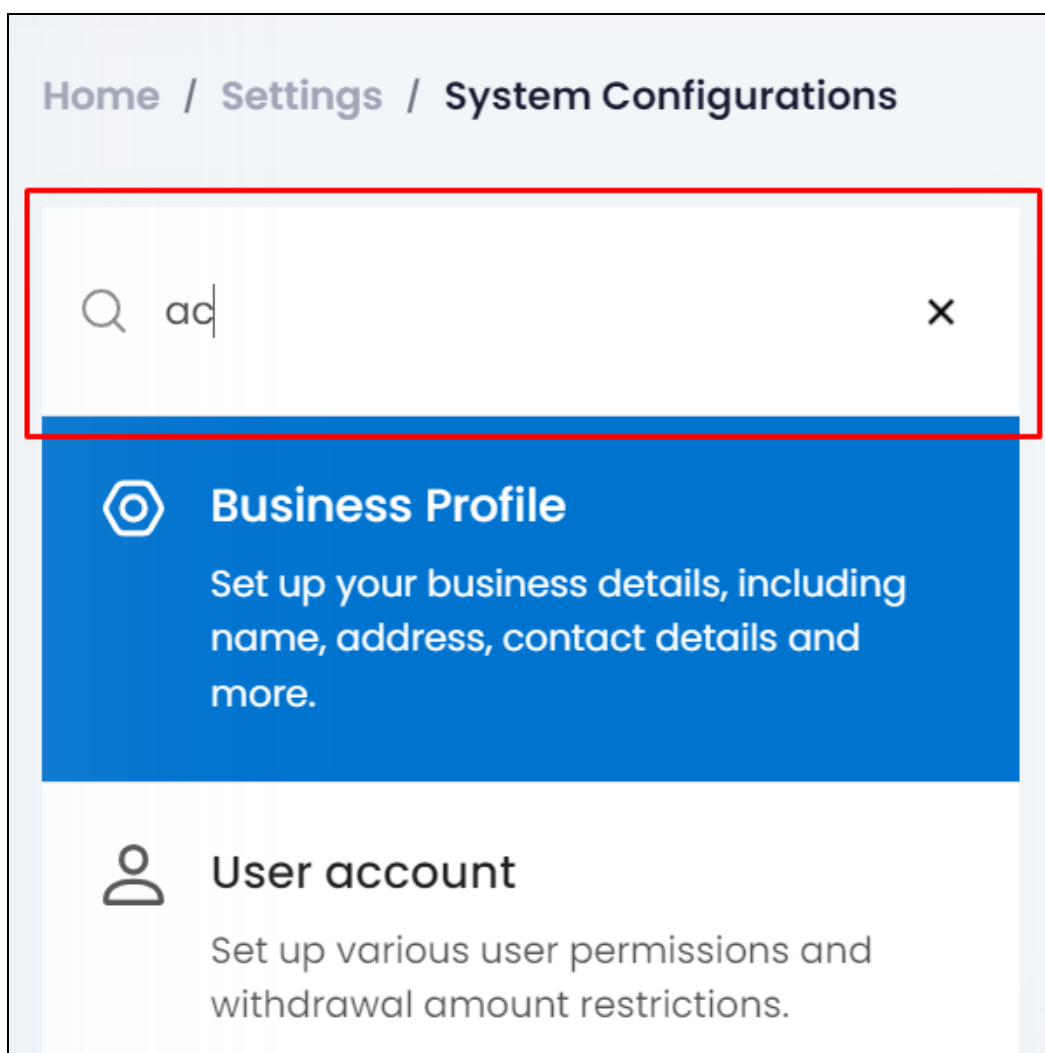 Home / Settings / System Configurations
ac
Business Profile
Set up your business details, including
name, address, contact details and
more.
User account
Set up various user permissions and
withdrawal amount restrictions.